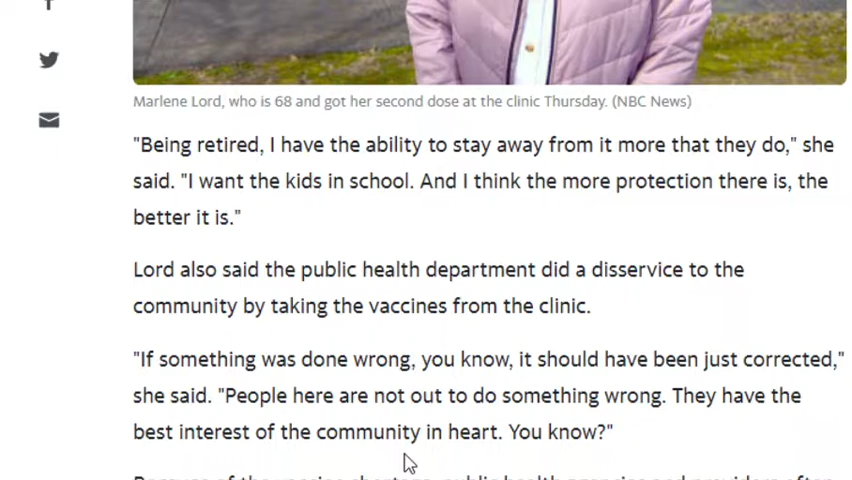 Marlene Lord, who is 68 and got her second dose at the clinic Thursday. (NBC News)
"Being retired, I have the ability to stay away from it more that they do," she
said. "I want the kids in school. And I think the more protection there is, the
better it is."
Lord also said the public health department did a disservice to the
community by taking the vaccines from the clinic.
"If something was done wrong, you know, it should have been just corrected,"
she said. "People here are not out to do something wrong. They have the
best interest of the community in heart. You know?"